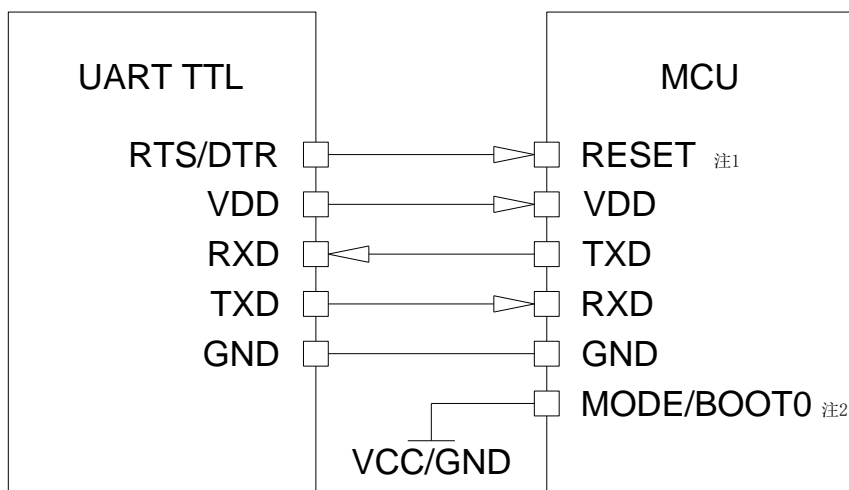 UART TTL
MCU
RTS/DTR
RESET 注1
VDD
VDD
RXD
TXD
TXD
RXD
GND
GND
MODE/BOOT0 注2
VCC/GND